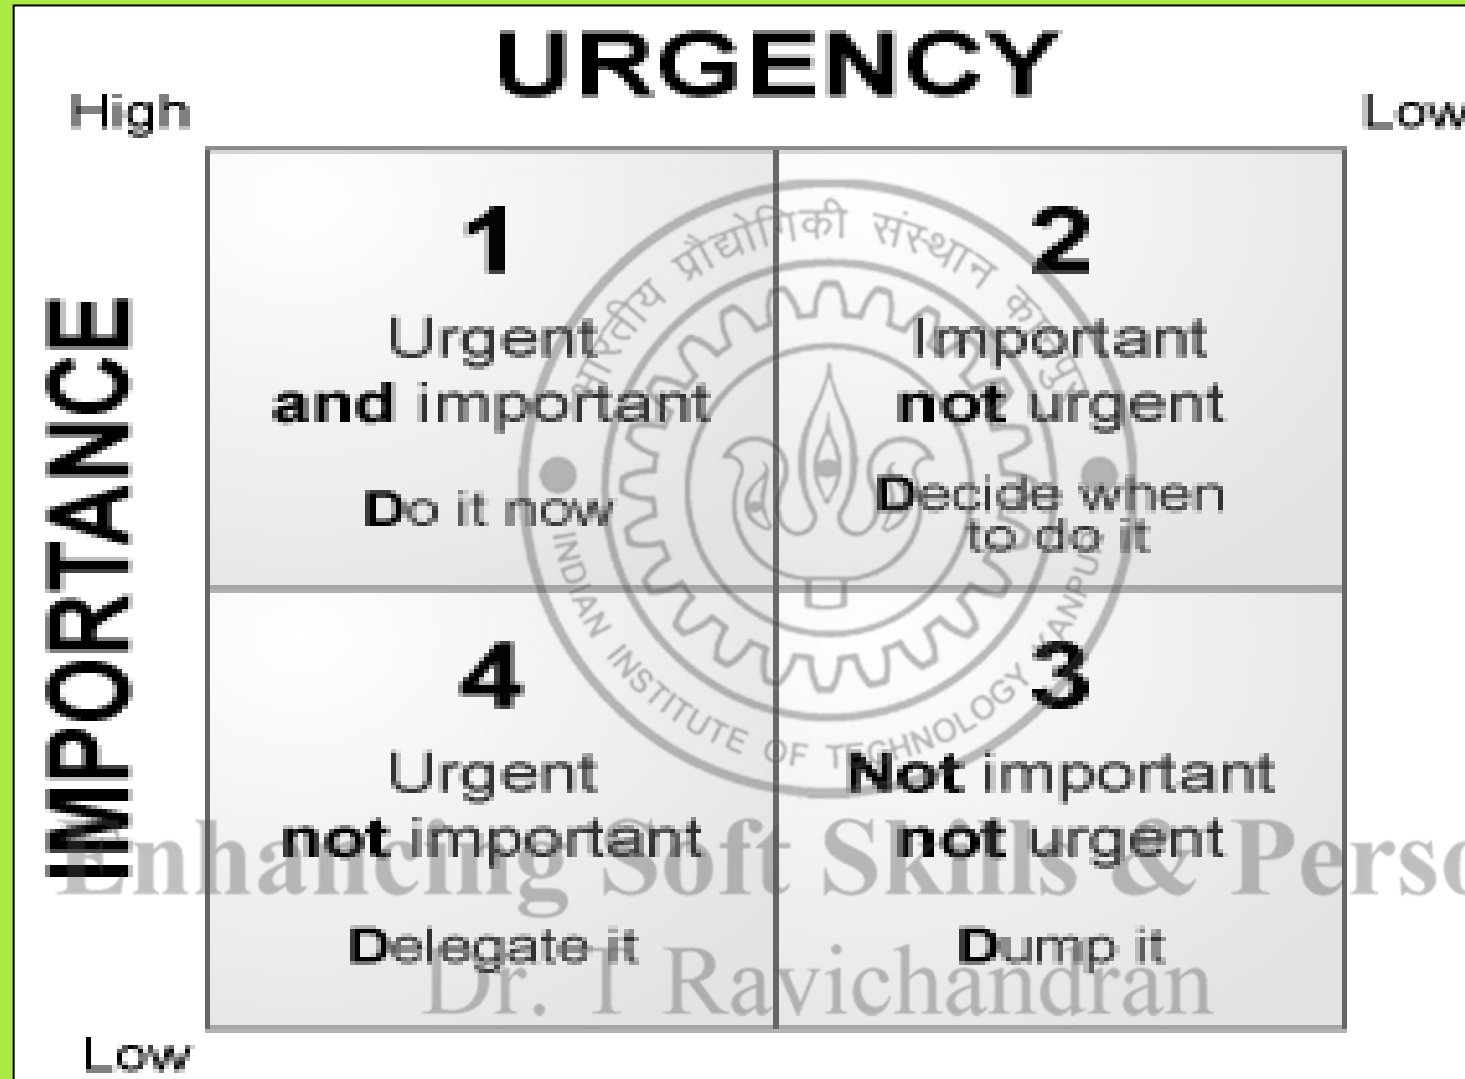 URGENCY
High
Low
IMPORTANCE
1
Urgent
and important
Do it now
2
Important
not urgent
Decide when
to do it
4
Urgent
not important
Delegate it
3
Not important
not urgent
Dump it
Low
भारतीय प्रौद्योगिकी संस्थान कानपुर
INDIAN INSTITUTE OF TECHNOLOGY KANPUR
Enhancing Soft Skills & Perso
Dr. T Ravichandran